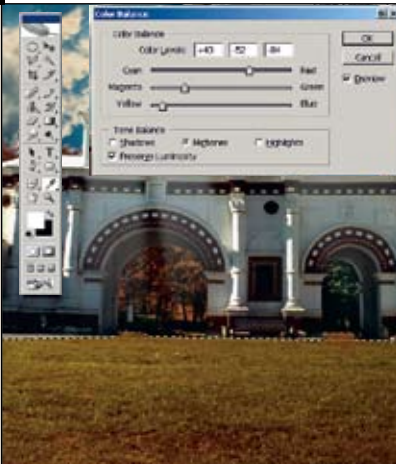 Color Balance
Color Balance
Color Levels: +43 -52 -84
OK
Cancel
Cyan Red
Preview
Magenta Green
Yellow Blue
Tone Balance
Shadows Midtones Highlights
Preserve Luminosity